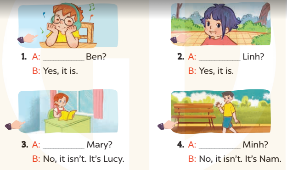 1. A: ________ Ben?
B: Yes, it is.
2. A: ________ Linh?
B: Yes, it is.
3. A: ________ Mary?
B: No, it isn't. It's Lucy.
4. A: ________ Minh?
B: No, it isn't. It's Nam.